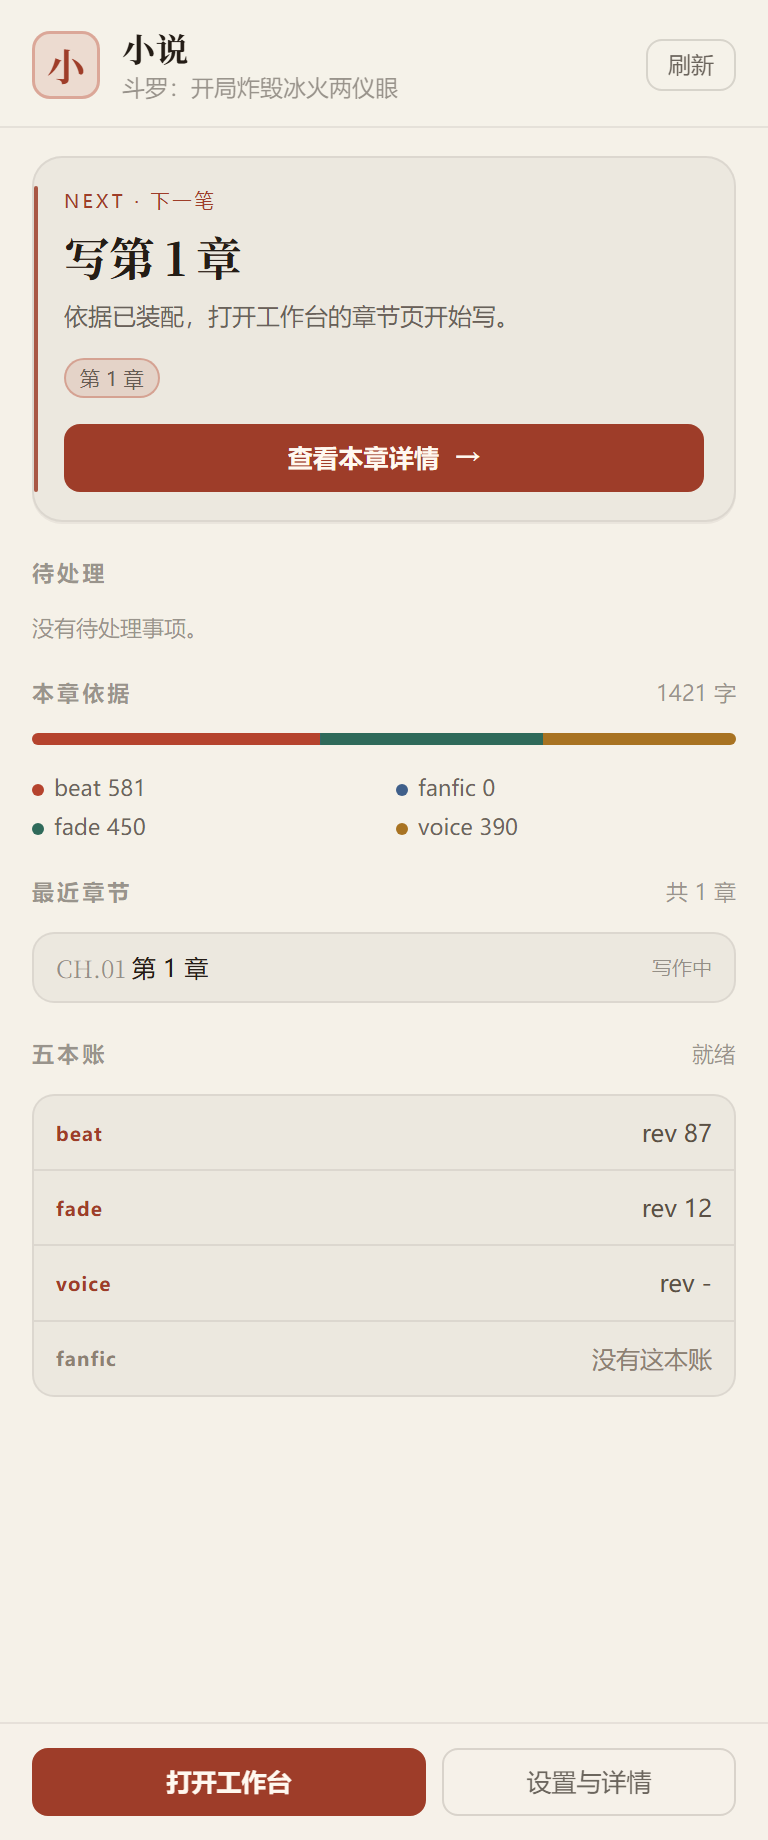 小
小说
斗罗：开局炸毁冰火两仪眼
刷新
NEXT · 下一笔
写第 1 章
依据已装配，打开工作台的章节页开始写。
第 1 章
查看本章详情 →
待处理
没有待处理事项。
本章依据 1421 字
beat 581
fanfic 0
fade 450
voice 390
最近章节 共 1 章
CH.01 第 1 章 写作中
五本账 就绪
beat rev 87
fade rev 12
voice rev -
fanfic 没有这本账
打开工作台
设置与详情